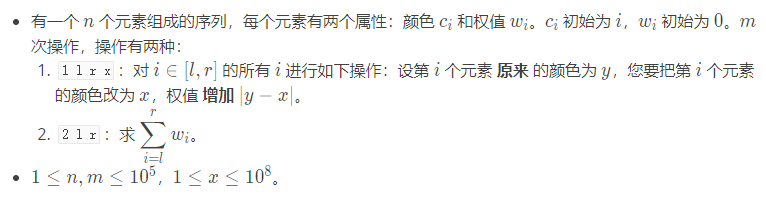 • 有一个 n 个元素组成的序列，每个元素有两个属性：颜色 c_i 和权值 w_i。c_i 初始为 i，w_i 初始为 0。m
次操作，操作有两种：
1. 1 l r x ：对 i ∈ [l, r] 的所有 i 进行如下操作：设第 i 个元素 原来 的颜色为 y，您要把第 i 个元素
的颜色改为 x，权值 增加 |y − x|。
2. 2 l r ：求 \sum_{i=l}^{r} w_i。
• 1 ≤ n, m ≤ 10^5，1 ≤ x ≤ 10^8。